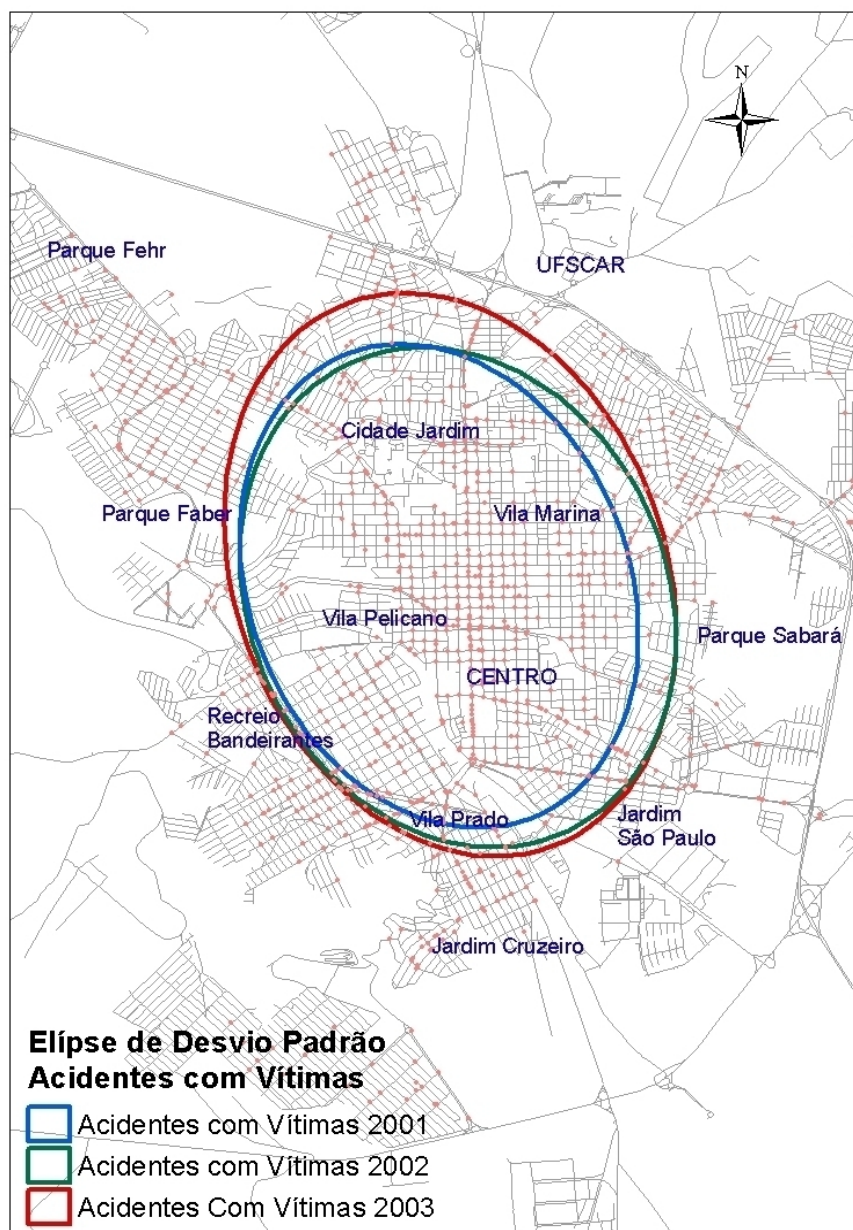 N
Parque Fehr
UFSCAR
Cidade Jardim
Parque Faber
Vila Marina
Vila Pelicano
Parque Sabará
CENTRO
Recreio
Bandeirantes
Vila Prado
Jardim
São Paulo
Jardim Cruzeiro
Elípse de Desvio Padrão
Acidentes com Vítimas
Acidentes com Vítimas 2001
Acidentes com Vítimas 2002
Acidentes Com Vítimas 2003